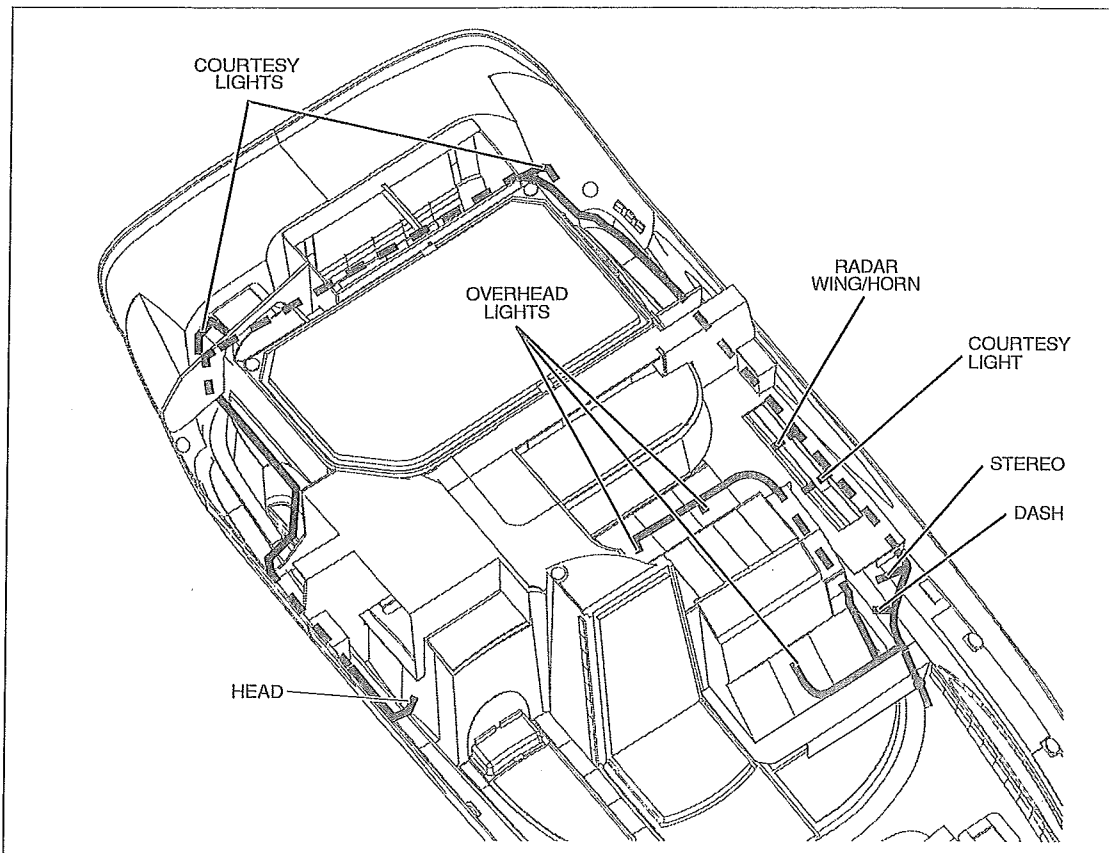 COURTESY
LIGHTS
OVERHEAD
LIGHTS
RADAR
WING/HORN
COURTESY
LIGHT
STEREO
DASH
HEAD